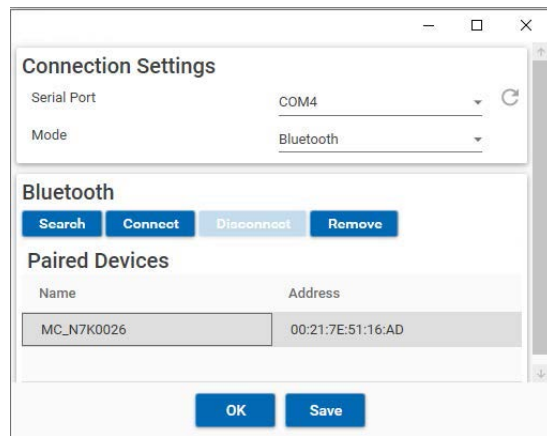 Connection Settings
Serial Port COM4
Mode Bluetooth
Bluetooth
Search Connect Disconnect Remove
Paired Devices
Name Address
MC_N7K0026 00:21:7E:51:16:AD
OK Save